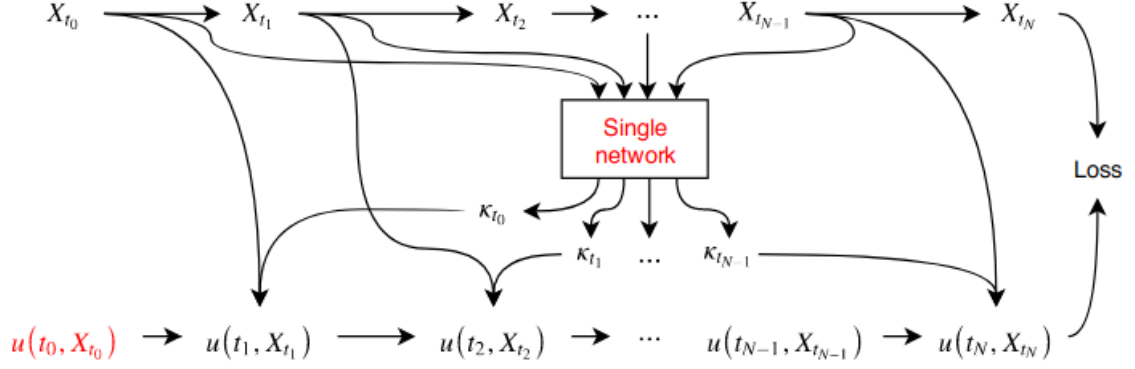 X_{t_0} X_{t_1} X_{t_2} ... X_{t_{N-1}} X_{t_N}
Single
network
Loss
κ_{t_0}
κ_{t_1} ... κ_{t_{N-1}}
u(t_0, X_{t_0}) u(t_1, X_{t_1}) u(t_2, X_{t_2}) ... u(t_{N-1}, X_{t_{N-1}}) u(t_N, X_{t_N})